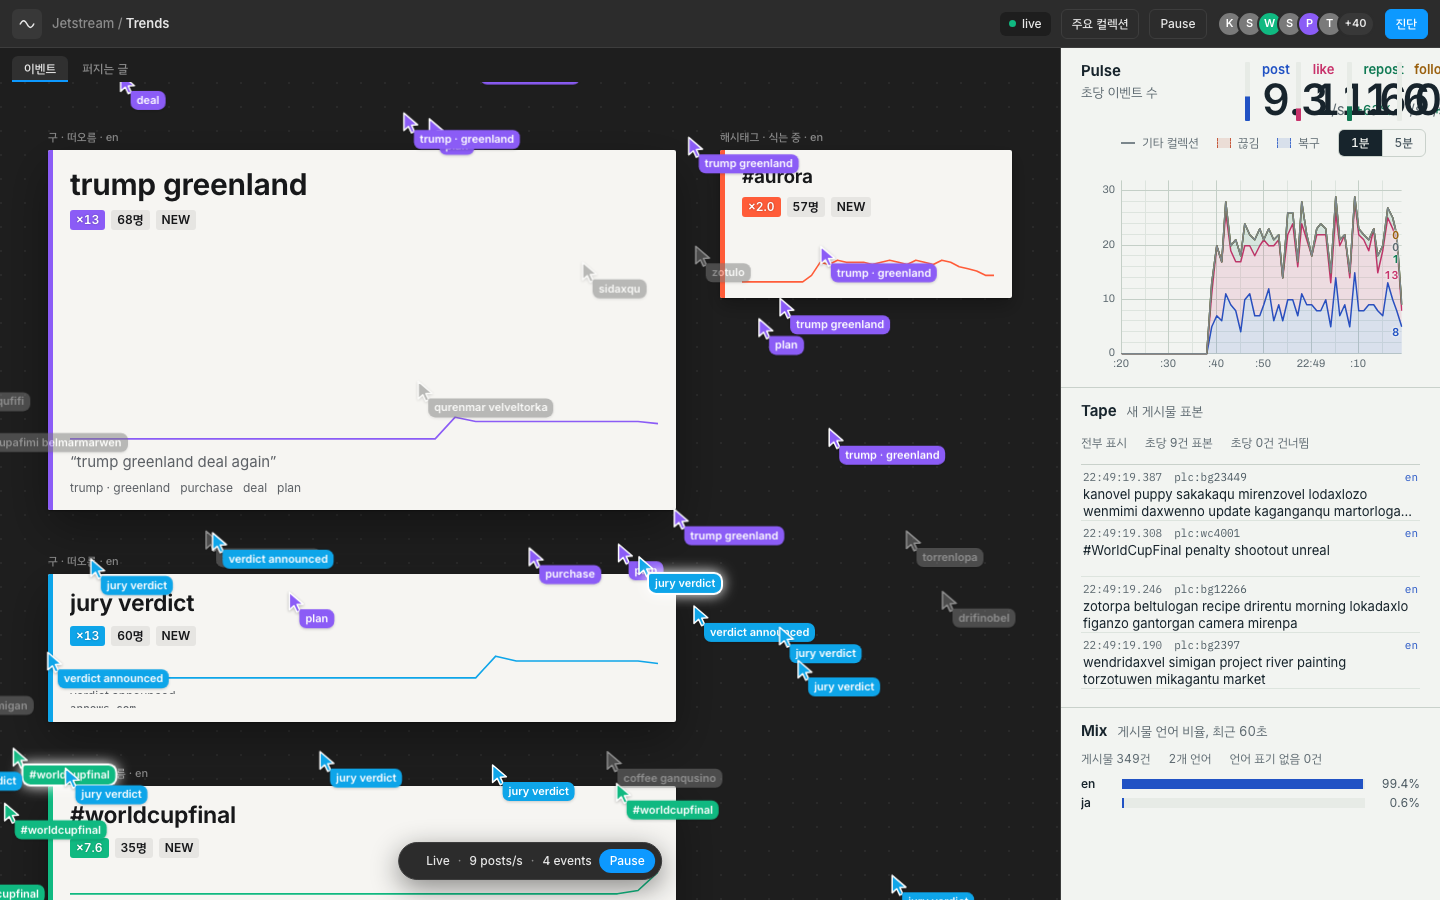 Jetstream / Trends
live
주요 컬렉션
Pause
K S W S P T +40
진단
이벤트
퍼지는 글
deal
구 · 떠오름 · en
trump · greenland
trump greenland
×13 68명 NEW
sidaxqu
qurenmar velveltorka
“trump greenland deal again”
trump · greenland purchase deal plan
해시태그 · 식는 중 · en
trump greenland
#aurora
×2.0 57명 NEW
zotulo
trump · greenland
trump greenland
plan
trump · greenland
trump greenland
torrenlopa
drifinobel
verdict announced
purchase
jury verdict
jury verdict
jury verdict
plan
×13 60명 NEW
verdict announced
verdict announced
jury verdict
jury verdict
#worldcupfinal
jury verdict
jury verdict
jury verdict
coffee ganqusino
#worldcupfinal
#worldcupfinal
#worldcupfinal
×7.6 35명 NEW
Live · 9 posts/s · 4 events Pause
Pulse
초당 이벤트 수
post like repost
기타 컬렉션 끊김 복구 1분 5분
30
20
10
0
:20 :30 :40 :50 22:49 :10
0
0
1
13
8
Tape 새 게시물 표본
전부 표시 초당 9건 표본 초당 0건 건너뜀
22:49:19.387 plc:bg23449 en
kanovel puppy sakakaqu mirenzovel lodaxlozo
wenmimi daxwenno update kaganganqu martorloga…
22:49:19.308 plc:wc4001 en
#WorldCupFinal penalty shootout unreal
22:49:19.246 plc:bg12266 en
zotorpa beltulogan recipe drirentu morning lokadaxlo
figanzo gantorgan camera mirenpa
22:49:19.190 plc:bg2397 en
wendridaxvel simigan project river painting
torzotuwen mikagantu market
Mix 게시물 언어 비율, 최근 60초
게시물 349건 2개 언어 언어 표기 없음 0건
en 99.4%
ja 0.6%